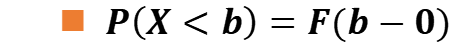 P(X < b) = F(b − 0)